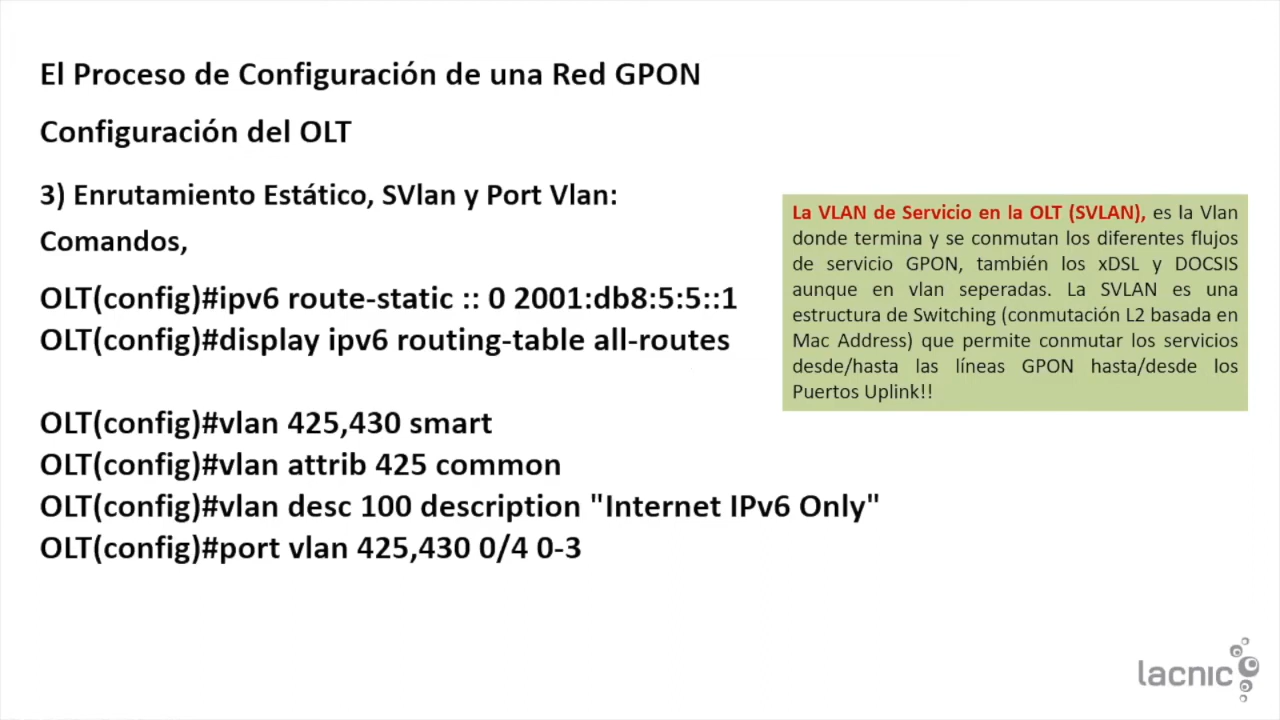 El Proceso de Configuración de una Red GPON
Configuración del OLT
3) Enrutamiento Estático, SVlan y Port Vlan:
Comandos,
OLT(config)#ipv6 route-static :: 0 2001:db8:5:5::1
OLT(config)#display ipv6 routing-table all-routes
OLT(config)#vlan 425,430 smart
OLT(config)#vlan attrib 425 common
OLT(config)#vlan desc 100 description "Internet IPv6 Only"
OLT(config)#port vlan 425,430 0/4 0-3
La VLAN de Servicio en la OLT (SVLAN), es la Vlan
donde termina y se conmutan los diferentes flujos
de servicio GPON, también los xDSL y DOCSIS
aunque en vlan seperadas. La SVLAN es una
estructura de Switching (conmutación L2 basada en
Mac Address) que permite conmutar los servicios
desde/hasta las líneas GPON hasta/desde los
Puertos Uplink!!
lacnic